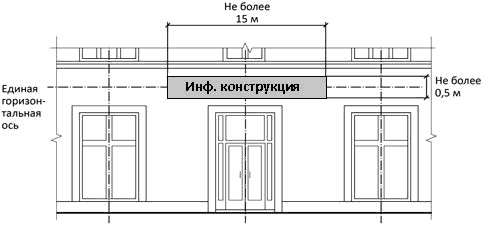 Не более
15 м
Единая
горизон-
тальная
ось
Инф. конструкция
Не более
0,5 м